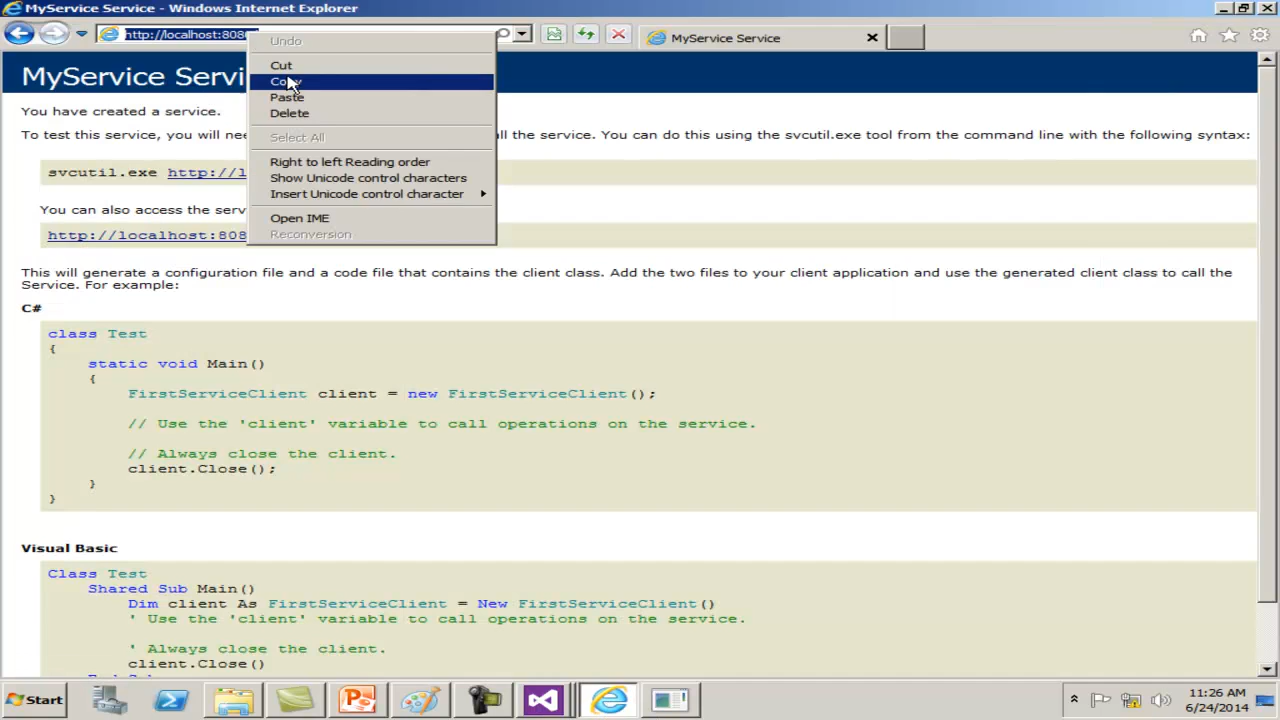 MyService Service - Windows Internet Explorer
http://localhost:808
MyService Service
Undo
Cut
Copy
Paste
Delete
Select All
Right to left Reading order
Show Unicode control characters
Insert Unicode control character
Open IME
Reconversion
MyService Servi
You have created a service.
To test this service, you will nee
all the service. You can do this using the svcutil.exe tool from the command line with the following syntax:
svcutil.exe http://l
You can also access the serv
http://localhost:808
This will generate a configuration file and a code file that contains the client class. Add the two files to your client application and use the generated client class to call the
Service. For example:
C#
class Test
{
static void Main()
{
FirstServiceClient client = new FirstServiceClient();
// Use the 'client' variable to call operations on the service.
// Always close the client.
client.Close();
}
}
Visual Basic
Class Test
Shared Sub Main()
Dim client As FirstServiceClient = New FirstServiceClient()
' Use the 'client' variable to call operations on the service.
' Always close the client.
client.Close()
End Sub
Start
11:26 AM
6/24/2014